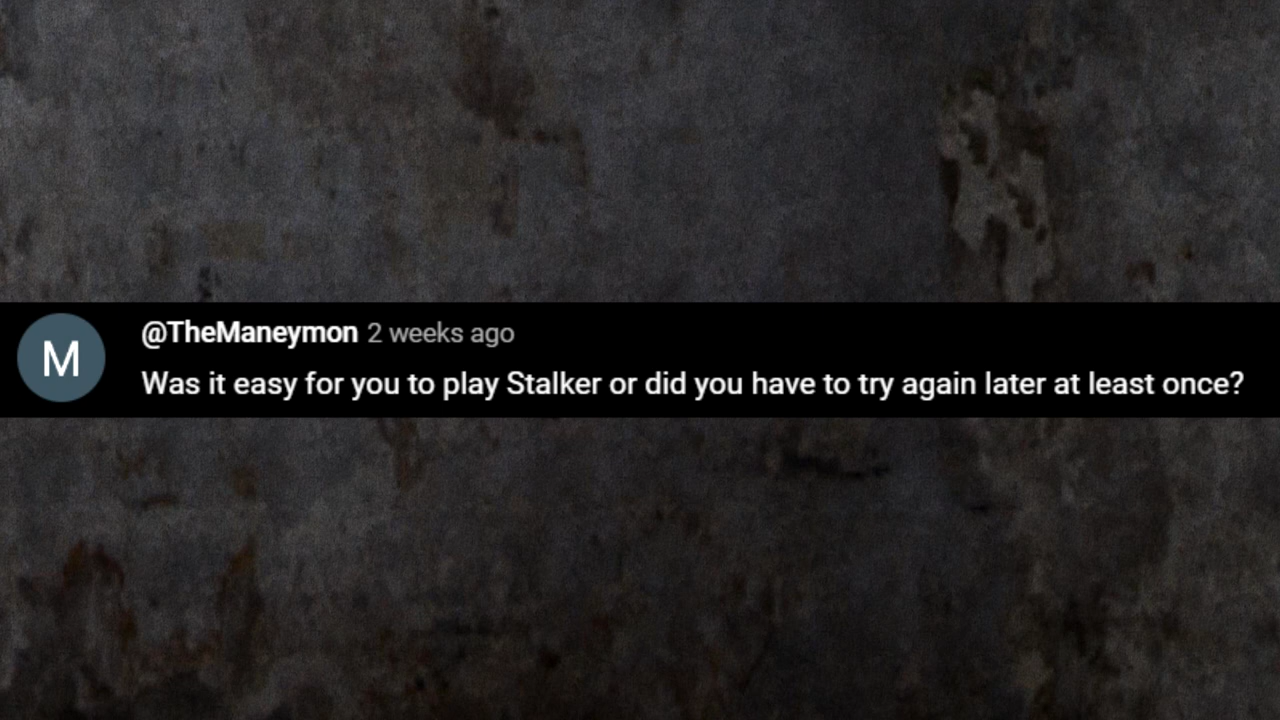 M
@TheManeymon 2 weeks ago
Was it easy for you to play Stalker or did you have to try again later at least once?